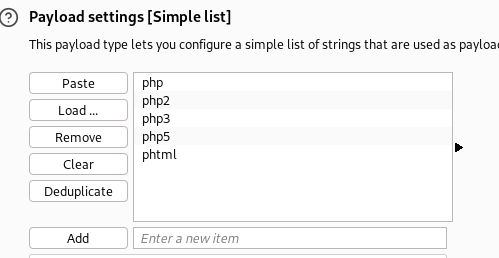 Payload settings [Simple list]
This payload type lets you configure a simple list of strings that are used as payloa
Paste
Load ...
Remove
Clear
Deduplicate
php
php2
php3
php5
phtml
Add
Enter a new item